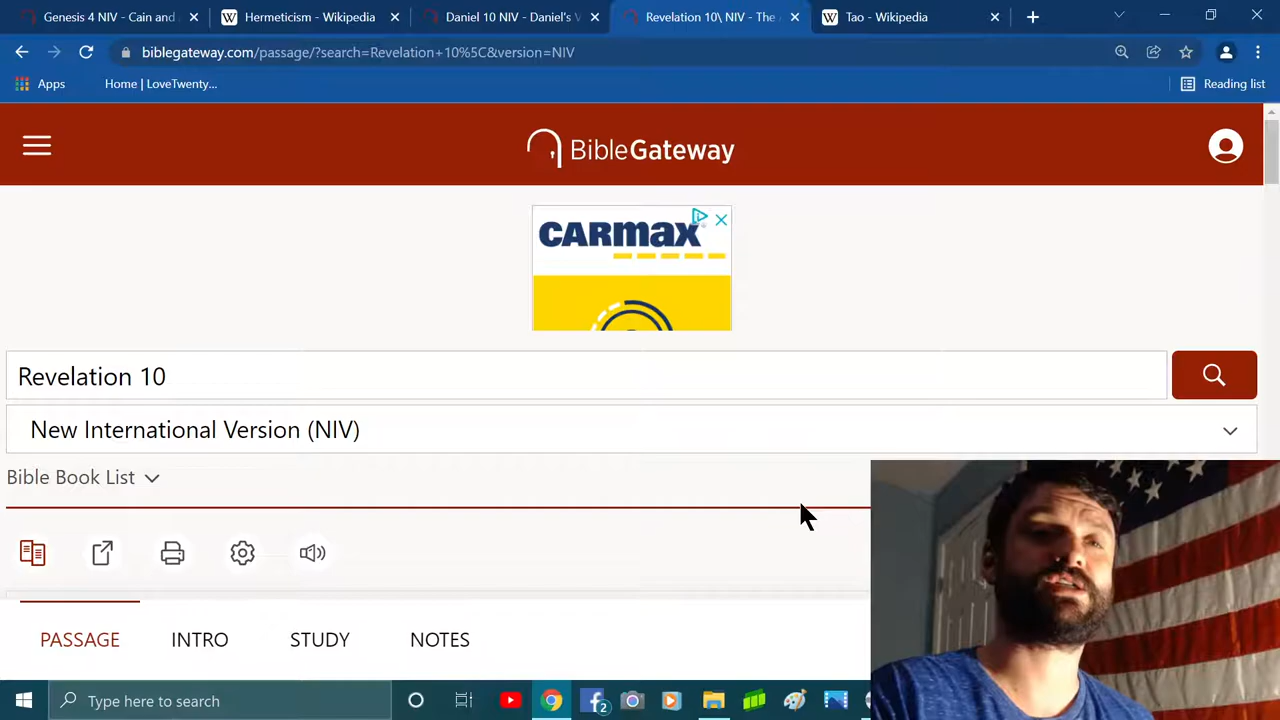 Genesis 4 NIV - Cain and
Hermeticism - Wikipedia
Daniel 10 NIV - Daniel's V
Revelation 10\ NIV - The
Tao - Wikipedia
biblegateway.com/passage/?search=Revelation+10%5C&version=NIV
Apps
Home | LoveTwenty...
Reading list
BibleGateway
CARMAX
Revelation 10
New International Version (NIV)
Bible Book List
PASSAGE
INTRO
STUDY
NOTES
Type here to search
2